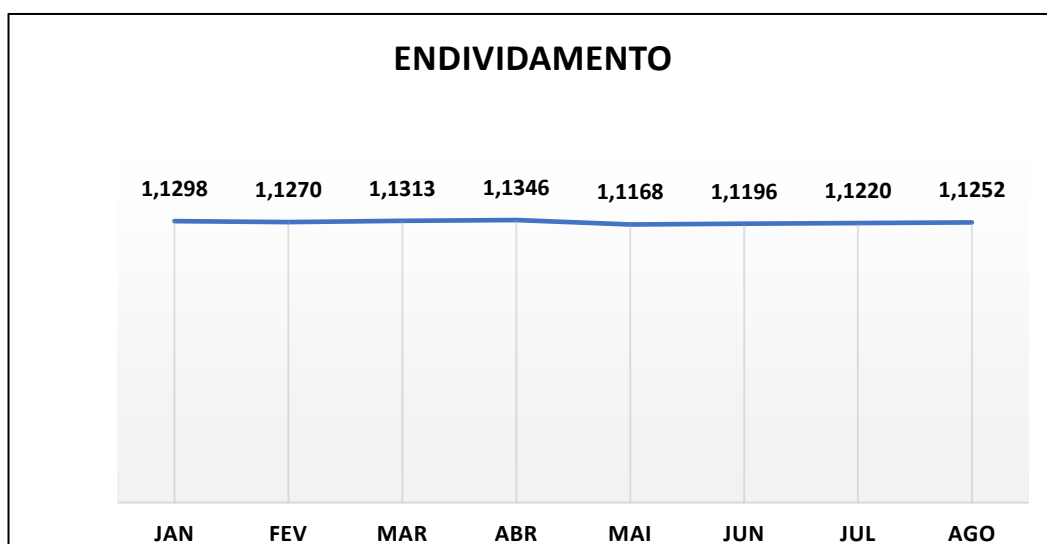 ENDIVIDAMENTO
1,1298 1,1270 1,1313 1,1346 1,1168 1,1196 1,1220 1,1252
JAN FEV MAR ABR MAI JUN JUL AGO